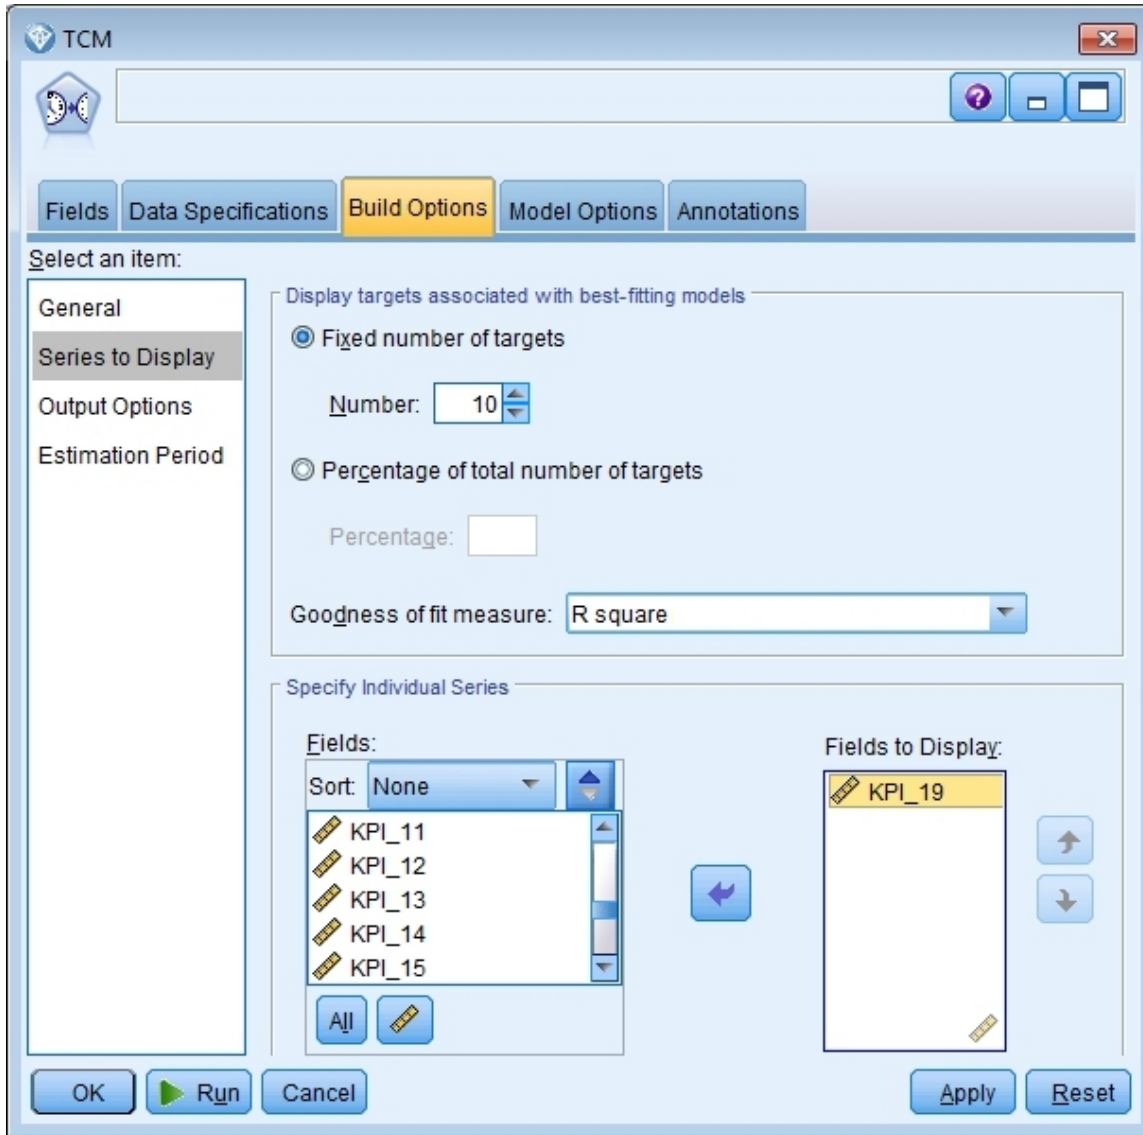 TCM
Fields
Data Specifications
Build Options
Model Options
Annotations
Select an item:
General
Series to Display
Output Options
Estimation Period
Display targets associated with best-fitting models
Fixed number of targets
Number: 10
Percentage of total number of targets
Percentage:
Goodness of fit measure: R square
Specify Individual Series
Fields:
Sort: None
KPI_11
KPI_12
KPI_13
KPI_14
KPI_15
All
Fields to Display:
KPI_19
OK
Run
Cancel
Apply
Reset